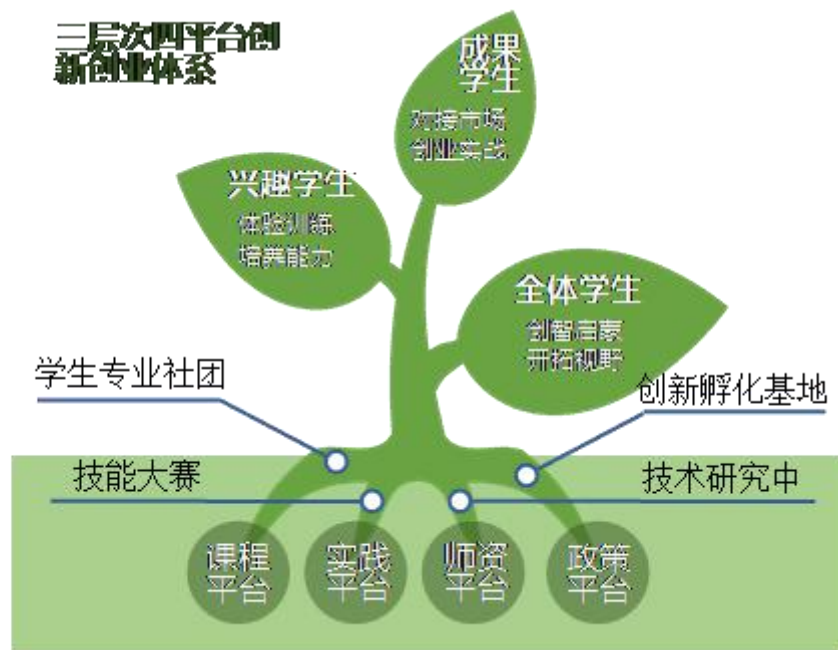 三层次四平台创
新创业体系
成果
学生
对接市场
创业实战
兴趣学生
体验训练
培养能力
全体学生
创智启蒙
开拓视野
学生专业社团
创新孵化基地
技能大赛
技术研究中
课程
平台
实践
平台
师资
平台
政策
平台